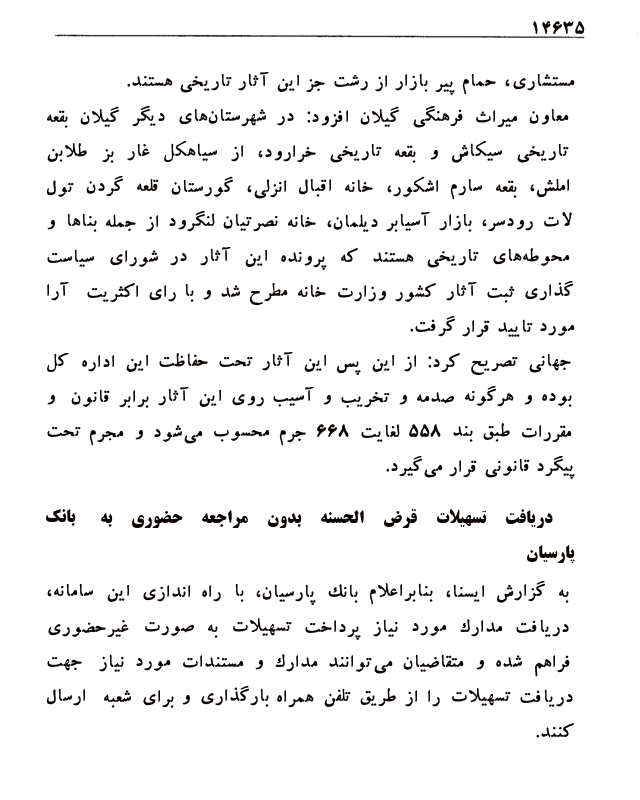 ۱۴۶۳۵
مستشاری، حمام پیر بازار از رشت جز این آثار تاریخی هستند.
معاون میراث فرهنگی گیلان افزود: در شهرستان‌های دیگر گیلان بقعه
تاریخی سیکاش و بقعه تاریخی خرارود، از سیاهکل غار بز طلابن
املش، بقعه سارم اشکور، خانه اقبال انزلی، گورستان قلعه گردن تول
لات رودسر، بازار آسیابر دیلمان، خانه نصرتیان لنگرود از جمله بناها و
محوطه‌های تاریخی هستند که پرونده این آثار در شورای سیاست
گذاری ثبت آثار کشور وزارت خانه مطرح شد و با رای اکثریت آرا
مورد تایید قرار گرفت.
جهانی تصریح کرد: از این پس این آثار تحت حفاظت این اداره کل
بوده و هرگونه صدمه و تخریب و آسیب روی این آثار برابر قانون و
مقررات طبق بند ۵۵۸ لغایت ۶۶۸ جرم محسوب می‌شود و مجرم تحت
پیگرد قانونی قرار می‌گیرد.
دریافت تسهیلات قرض الحسنه بدون مراجعه حضوری به بانک
پارسیان
به گزارش ایسنا، بنابراعلام بانك پارسیان، با راه اندازی این سامانه،
دریافت مدارك مورد نیاز پرداخت تسهیلات به صورت غیرحضوری
فراهم شده و متقاضیان می‌توانند مدارك و مستندات مورد نیاز جهت
دریافت تسهیلات را از طریق تلفن همراه بارگذاری و برای شعبه ارسال
کنند.